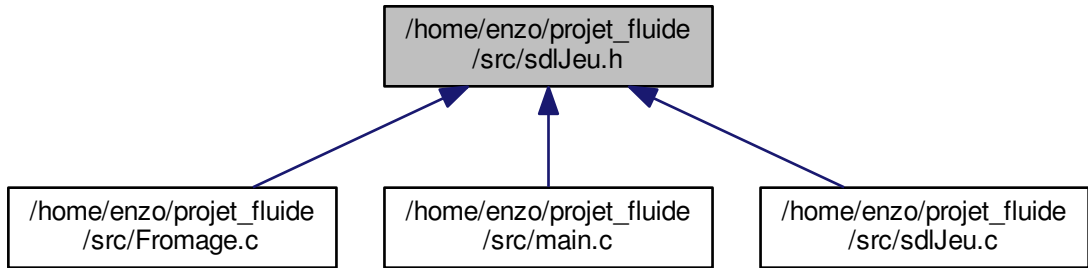 /home/enzo/projet_fluide
/src/sdlJeu.h
/home/enzo/projet_fluide
/src/Fromage.c
/home/enzo/projet_fluide
/src/main.c
/home/enzo/projet_fluide
/src/sdlJeu.c